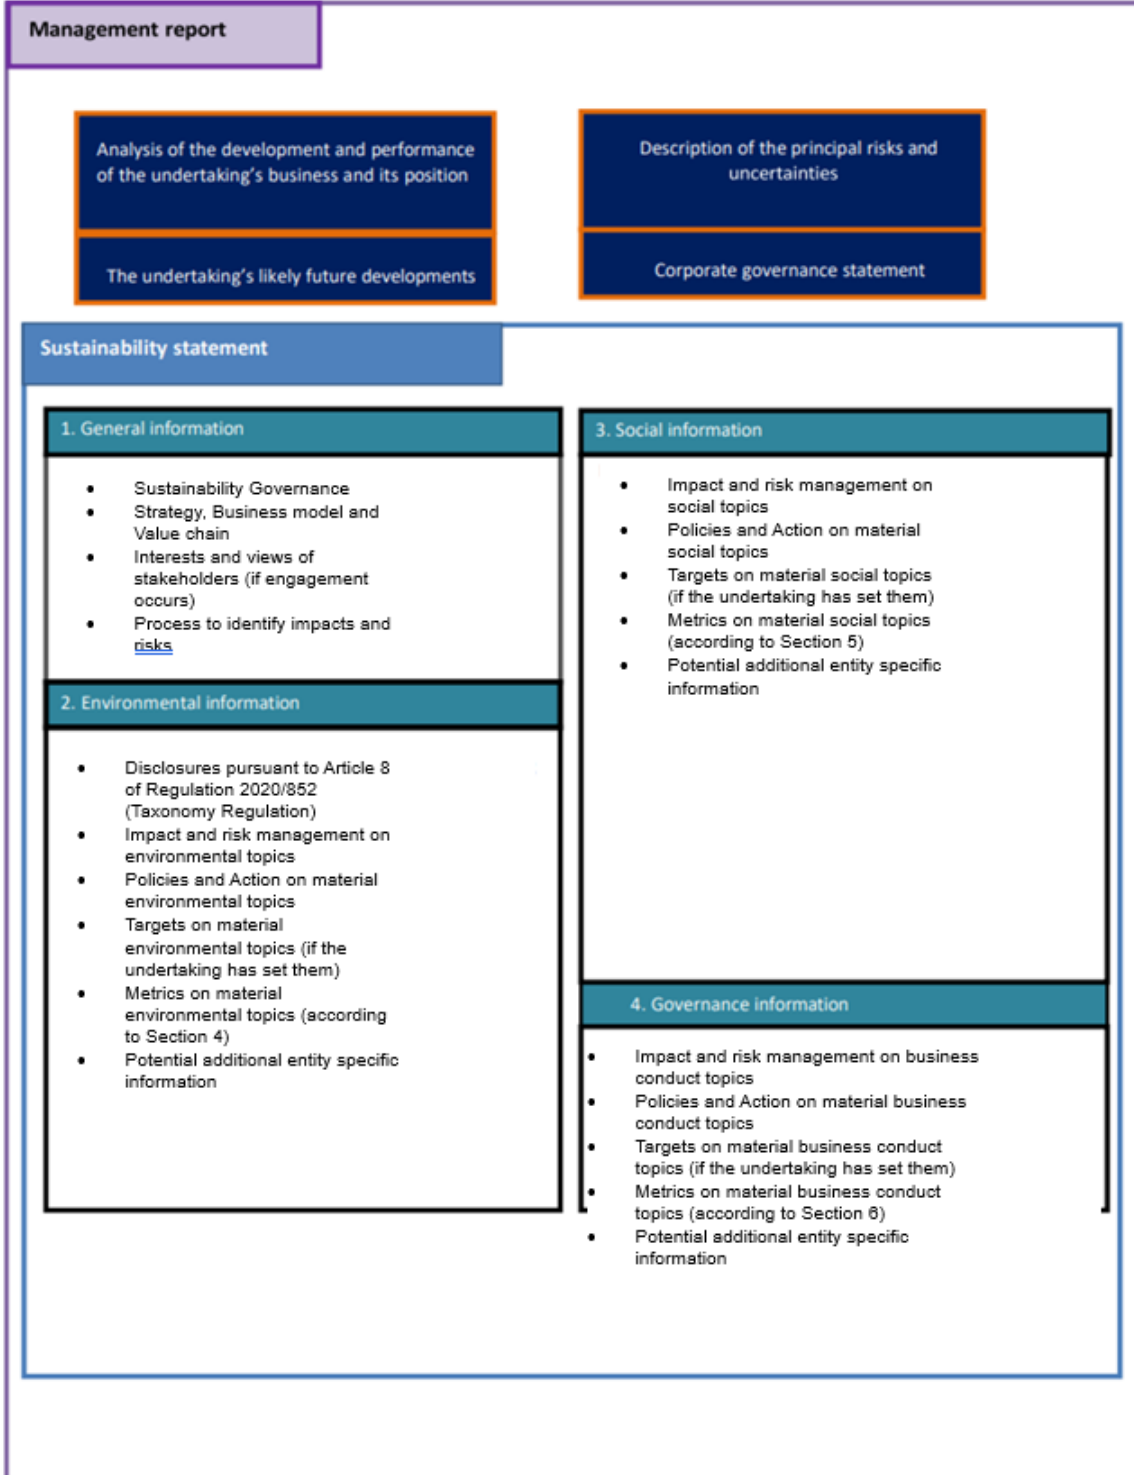 Management report
Analysis of the development and performance
of the undertaking's business and its position
The undertaking's likely future developments
Description of the principal risks and
uncertainties
Corporate governance statement
Sustainability statement
1. General information
• Sustainability Governance
• Strategy, Business model and
Value chain
• Interests and views of
stakeholders (if engagement
occurs)
• Process to identify impacts and
risks
2. Environmental information
• Disclosures pursuant to Article 8
of Regulation 2020/852
(Taxonomy Regulation)
• Impact and risk management on
environmental topics
• Policies and Action on material
environmental topics
• Targets on material
environmental topics (if the
undertaking has set them)
• Metrics on material
environmental topics (according
to Section 4)
• Potential additional entity specific
information
3. Social information
• Impact and risk management on
social topics
• Policies and Action on material
social topics
• Targets on material social topics
(if the undertaking has set them)
• Metrics on material social topics
(according to Section 5)
• Potential additional entity specific
information
4. Governance information
• Impact and risk management on business
conduct topics
• Policies and Action on material business
conduct topics
• Targets on material business conduct
topics (if the undertaking has set them)
• Metrics on material business conduct
topics (according to Section 6)
• Potential additional entity specific
information